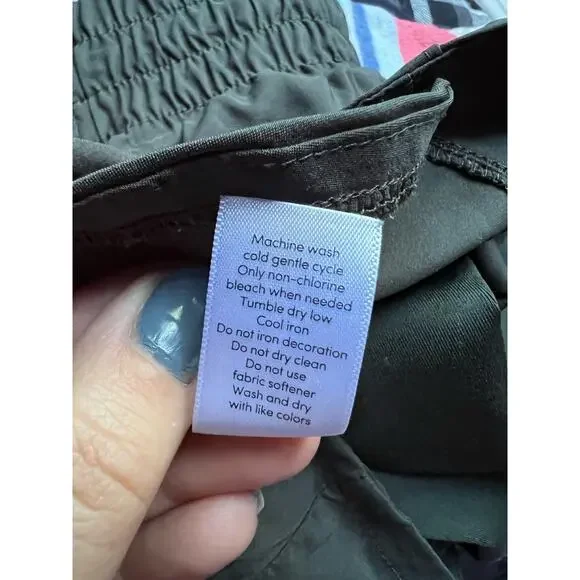 Machine wash
cold gentle cycle
Only non-chlorine
bleach when needed
Tumble dry low
Cool iron
Do not iron decoration
Do not dry clean
Do not use
fabric softener
Wash and dry
with like colors